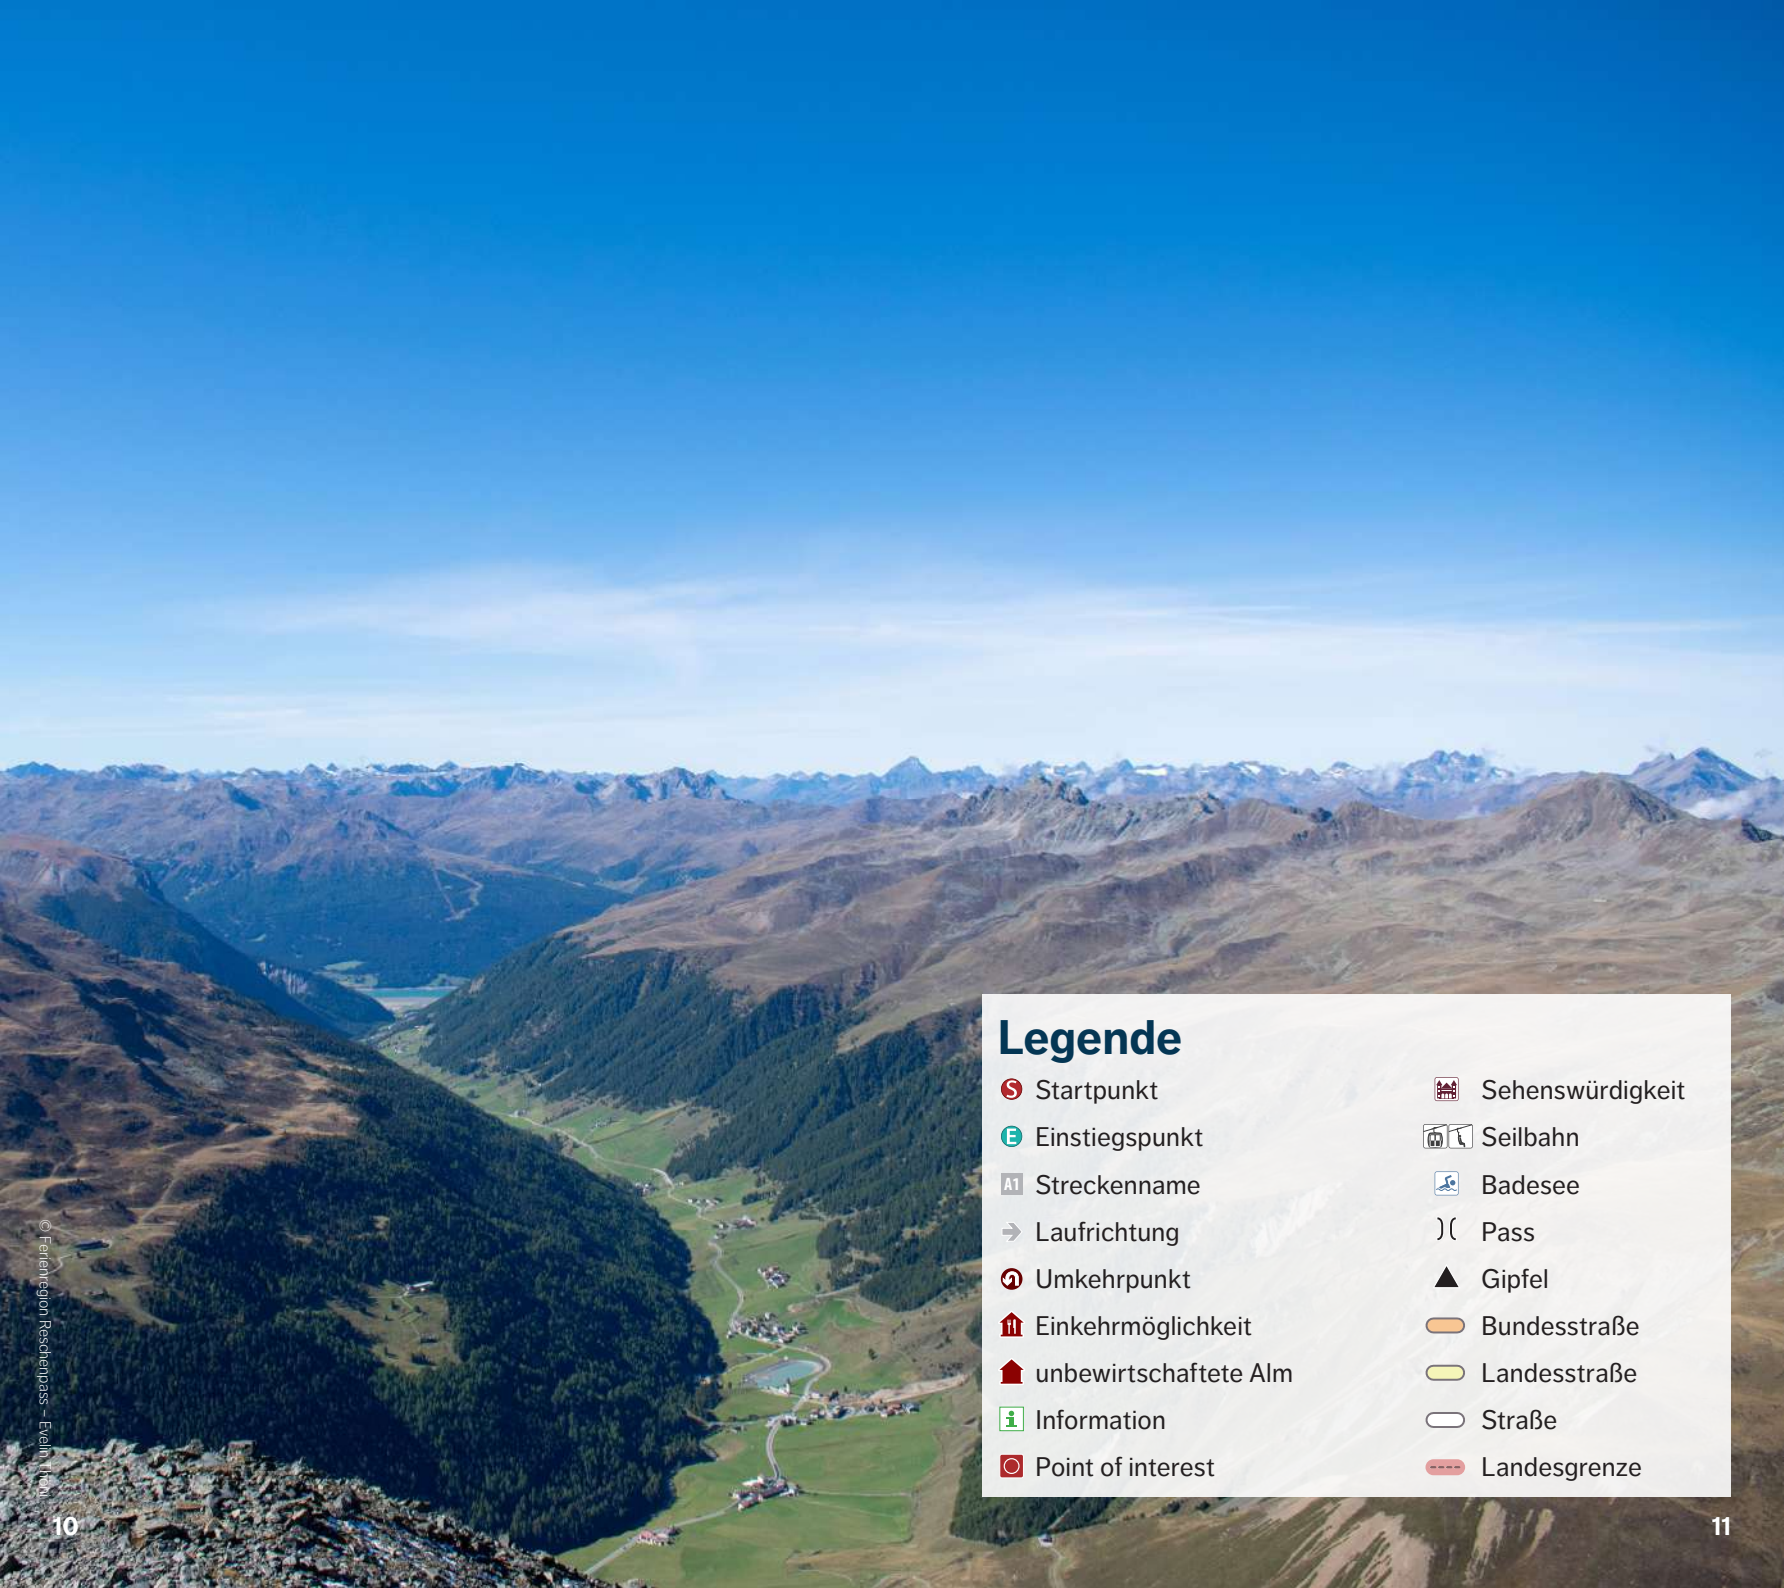 Legende
S Startpunkt
E Einstiegspunkt
A1 Streckenname
Laufrichtung
Umkehrpunkt
Einkehrmöglichkeit
unbewirtschaftete Alm
i Information
Point of interest
Sehenswürdigkeit
Seilbahn
Badesee
Pass
Gipfel
Bundesstraße
Landesstraße
Straße
Landesgrenze
© Ferienregion Reschenpass – Evelin
10
11